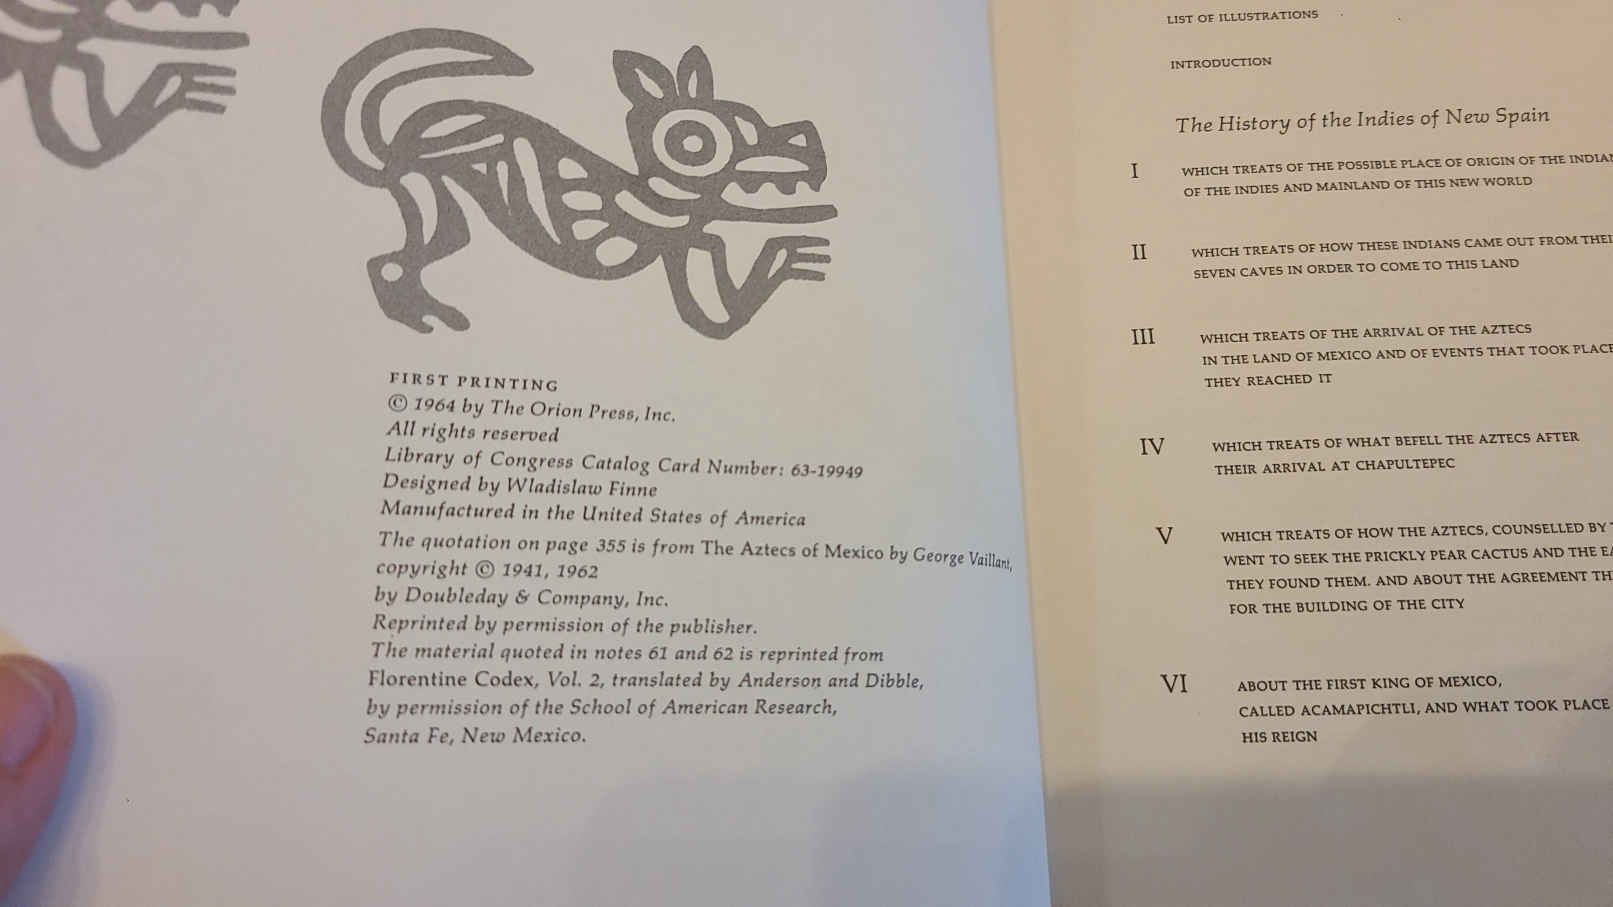 FIRST PRINTING
© 1964 by The Orion Press, Inc.
All rights reserved
Library of Congress Catalog Card Number: 63-19949
Designed by Wladislaw Finne
Manufactured in the United States of America
The quotation on page 355 is from The Aztecs of Mexico by George Vaillant,
copyright © 1941, 1962
by Doubleday & Company, Inc.
Reprinted by permission of the publisher.
The material quoted in notes 61 and 62 is reprinted from
Florentine Codex, Vol. 2, translated by Anderson and Dibble,
by permission of the School of American Research,
Santa Fe, New Mexico.
LIST OF ILLUSTRATIONS
INTRODUCTION
The History of the Indies of New Spain
I WHICH TREATS OF THE POSSIBLE PLACE OF ORIGIN OF THE
OF THE INDIES AND MAINLAND OF THIS NEW WORLD
II WHICH TREATS OF HOW THESE INDIANS CAME OUT FROM
SEVEN CAVES IN ORDER TO COME TO THIS LAND
III WHICH TREATS OF THE ARRIVAL OF THE AZTECS
IN THE LAND OF MEXICO AND OF EVENTS THAT TOOK PLACE
THEY REACHED IT
IV WHICH TREATS OF WHAT BEFELL THE AZTECS AFTER
THEIR ARRIVAL AT CHAPULTEPEC
V WHICH TREATS OF HOW THE AZTECS, COUNSELLED BY
WENT TO SEEK THE PRICKLY PEAR CACTUS AND THE
THEY FOUND THEM. AND ABOUT THE AGREEMENT
FOR THE BUILDING OF THE CITY
VI ABOUT THE FIRST KING OF MEXICO,
CALLED ACAMAPICHTLI, AND WHAT TOOK PLACE
HIS REIGN